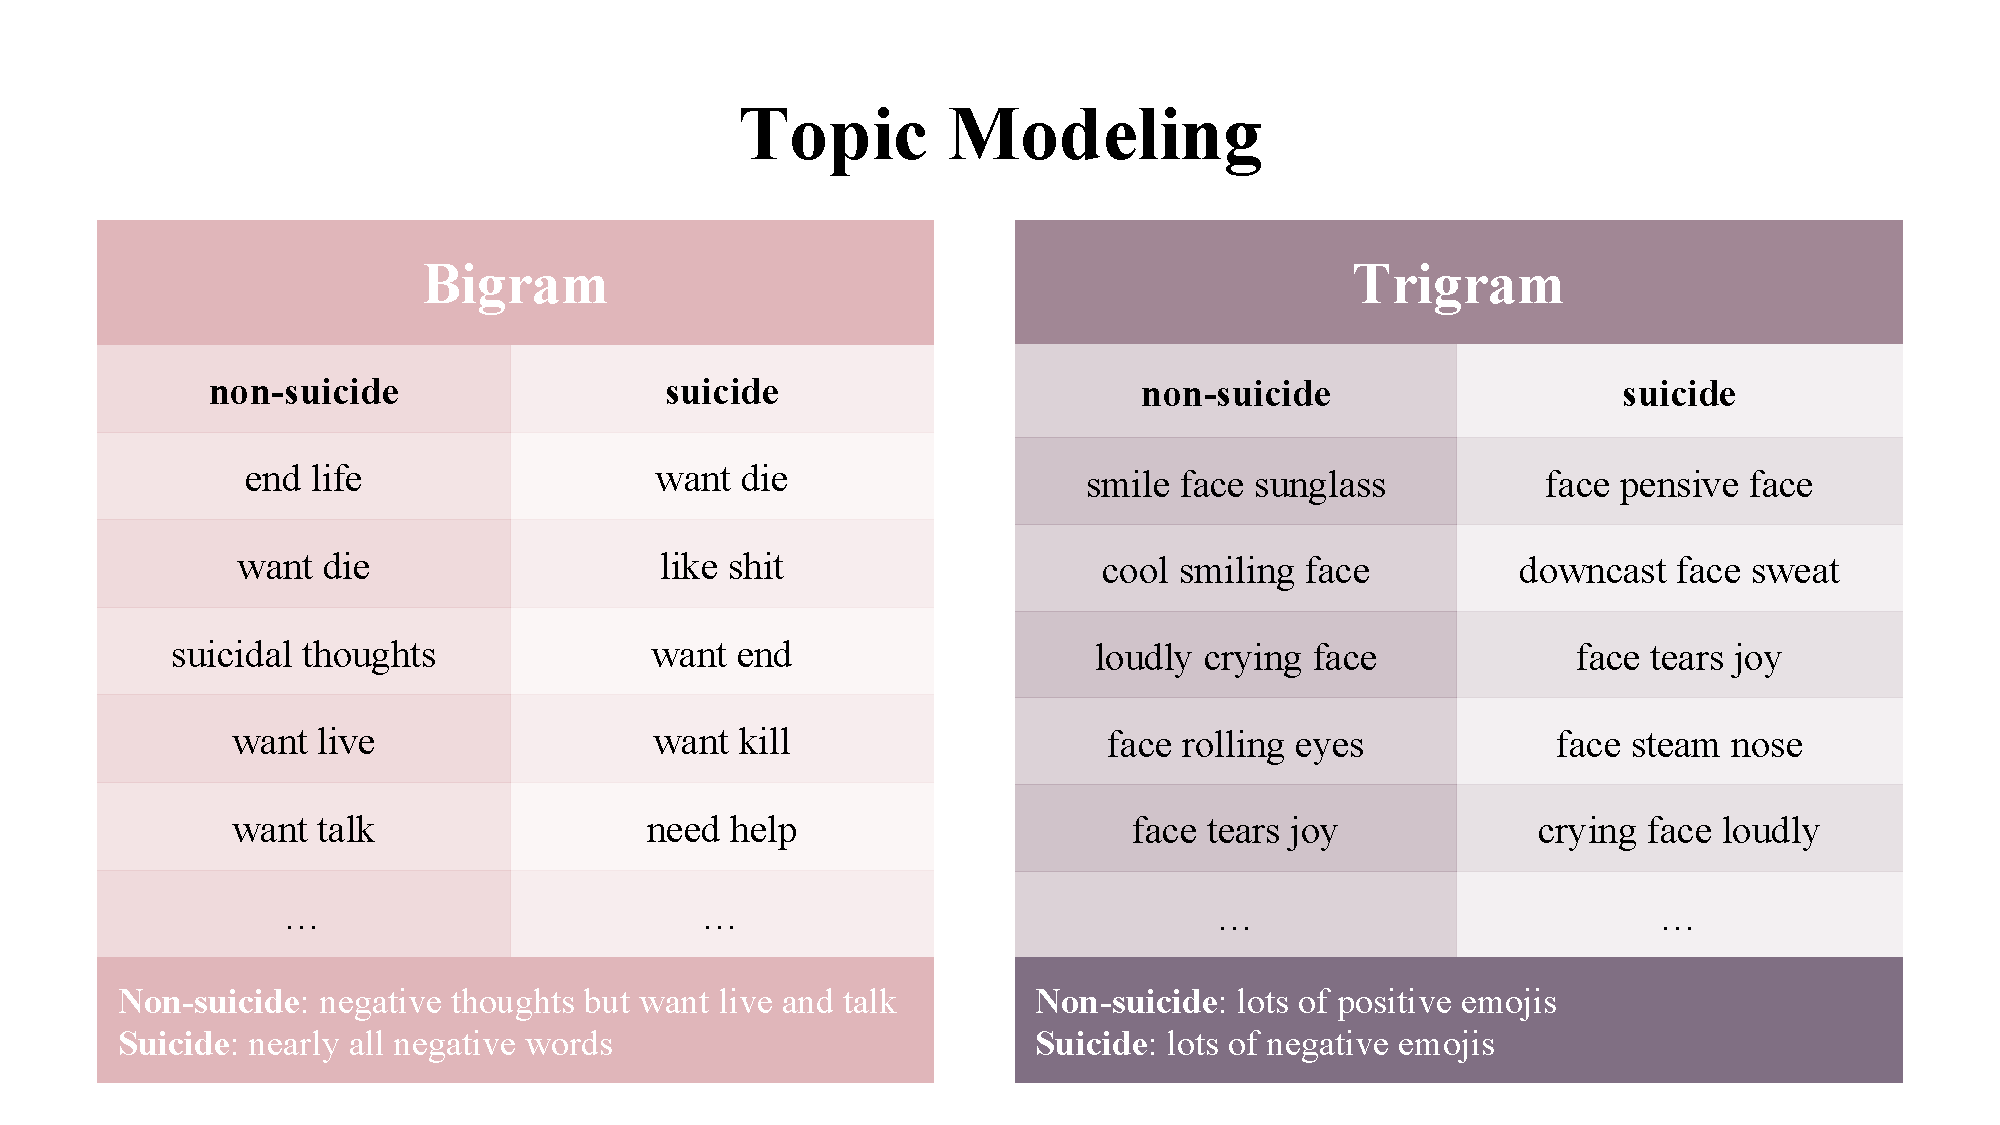 Topic Modeling
Bigram
non-suicide suicide
end life want die
want die like shit
suicidal thoughts want end
want live want kill
want talk need help
… …
Non-suicide: negative thoughts but want live and talk
Suicide: nearly all negative words
Trigram
non-suicide suicide
smile face sunglass face pensive face
cool smiling face downcast face sweat
loudly crying face face tears joy
face rolling eyes face steam nose
face tears joy crying face loudly
… …
Non-suicide: lots of positive emojis
Suicide: lots of negative emojis